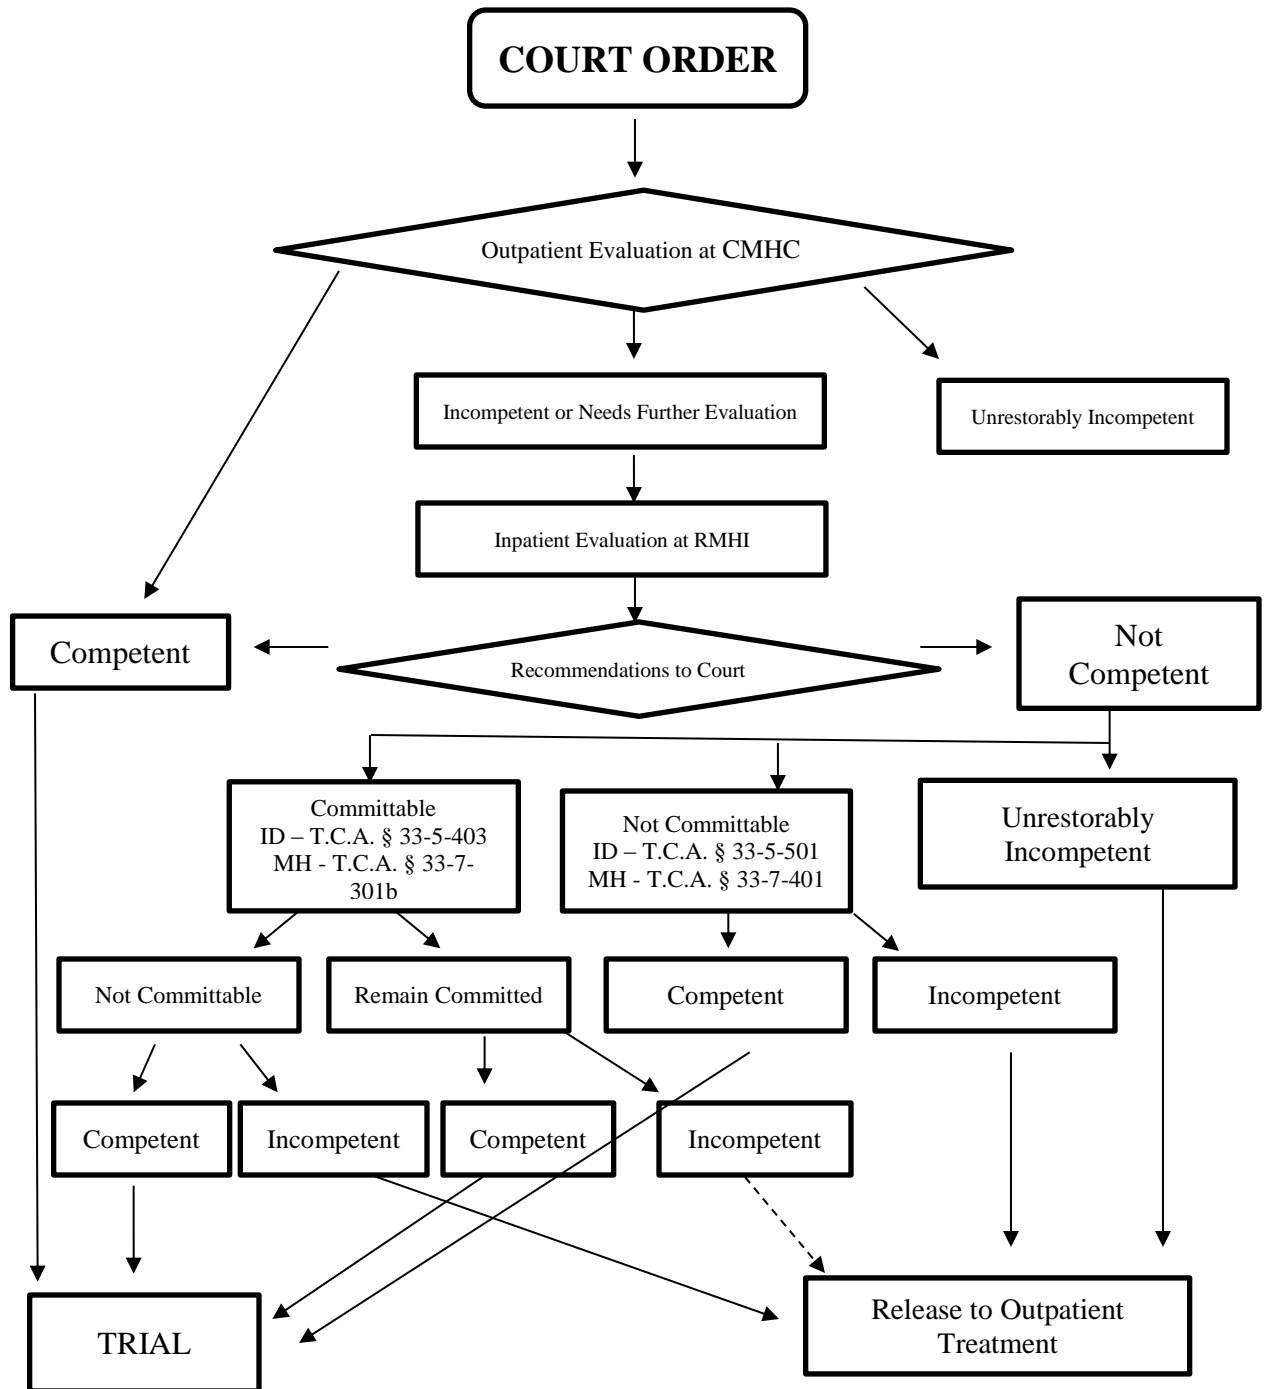 COURT ORDER
Outpatient Evaluation at CMHC
Incompetent or Needs Further Evaluation
Unrestorably Incompetent
Inpatient Evaluation at RMHI
Competent
Recommendations to Court
Not
Competent
Committable
ID – T.C.A. § 33-5-403
MH - T.C.A. § 33-7-
301b
Not Committable
ID – T.C.A. § 33-5-501
MH - T.C.A. § 33-7-401
Unrestorably
Incompetent
Not Committable
Remain Committed
Competent
Incompetent
Competent
Incompetent
Competent
Incompetent
TRIAL
Release to Outpatient
Treatment